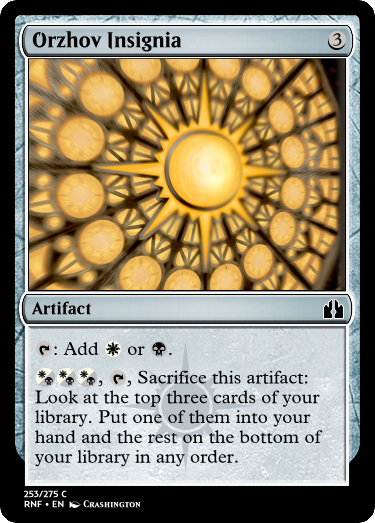 Orzhov Insignia 3
Artifact
: Add or .
, , Sacrifice this artifact:
Look at the top three cards of your
library. Put one of them into your
hand and the rest on the bottom of
your library in any order.
253/275 C
RNF • EN Crashington